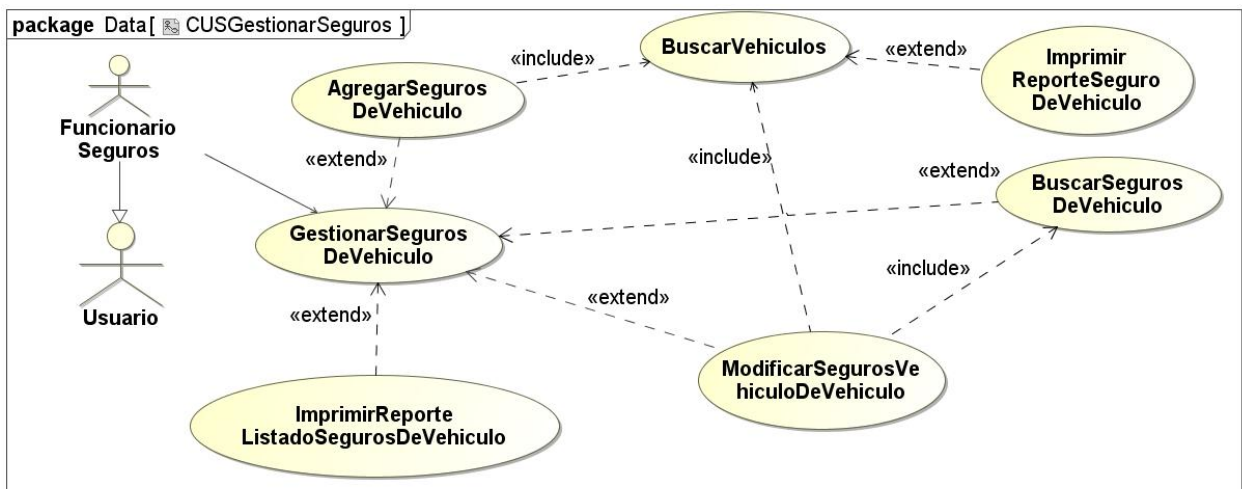 package Data[ CUSGestionarSeguros ]
Funcionario
Seguros
Usuario
AgregarSeguros
DeVehiculo
«include»
BuscarVehiculos
«extend»
Imprimir
ReporteSeguro
DeVehiculo
«extend»
«include»
«extend»
BuscarSeguros
DeVehiculo
GestionarSeguros
DeVehiculo
«include»
«extend»
«extend»
ModificarSegurosVe
hiculoDeVehiculo
ImprimirReporte
ListadoSegurosDeVehiculo